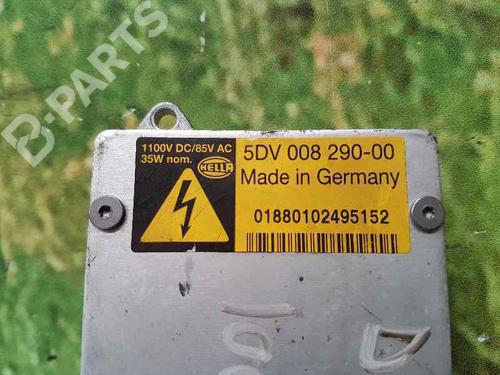 B-PARTS
1100V DC/85V AC
35W nom.
HELLA
5DV 008 290-00
Made in Germany
01880102495152